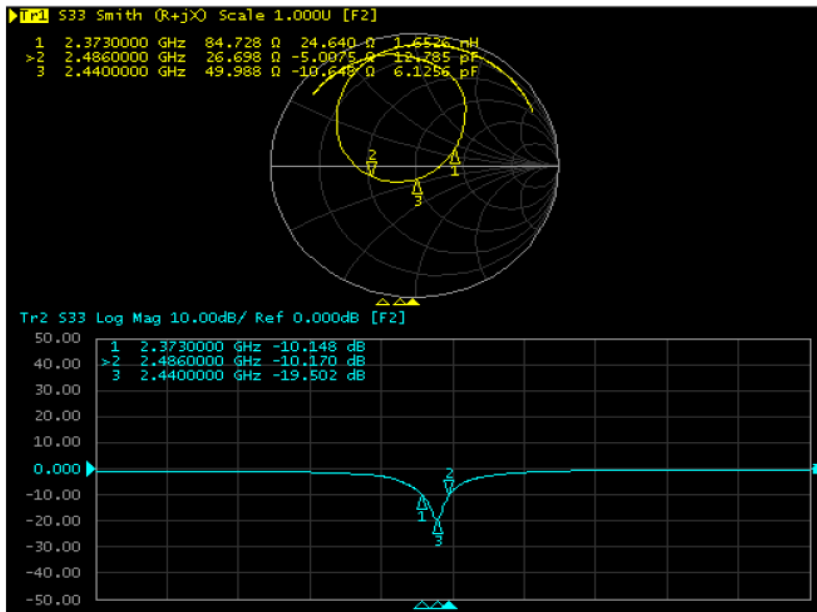 Tr1 S33 Smith (R+jX) Scale 1.000U [F2]
1 2.3730000 GHz 84.728 Ω 24.640 Ω 1.6526 nH
>2 2.4860000 GHz 26.698 Ω -5.0075 Ω 12.785 pF
3 2.4400000 GHz 49.988 Ω -10.648 Ω 6.1256 pF
2
1
3
Tr2 S33 Log Mag 10.00dB/ Ref 0.000dB [F2]
50.00
1 2.3730000 GHz -10.148 dB
>2 2.4860000 GHz -10.170 dB
40.00
3 2.4400000 GHz -19.502 dB
30.00
20.00
10.00
0.000
2
-10.00
1
-20.00
3
-30.00
-40.00
-50.00